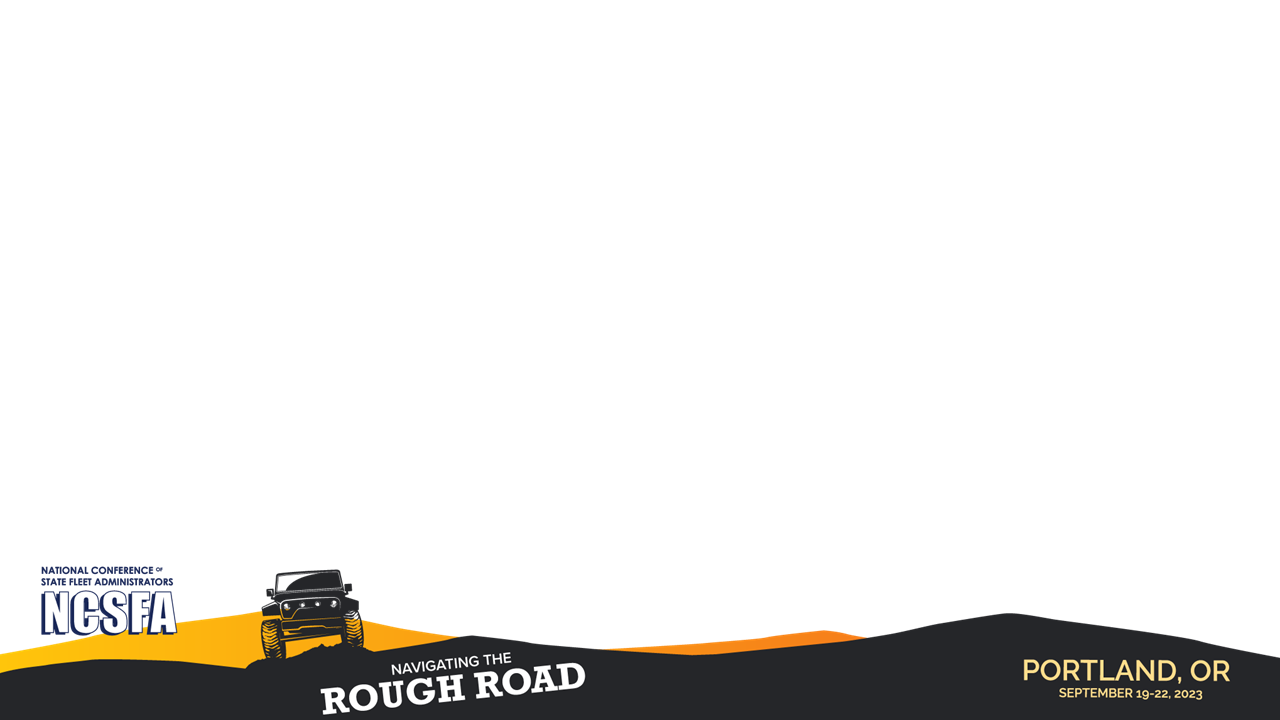 NATIONAL CONFERENCE OF
STATE FLEET ADMINISTRATORS
NCSFA
NAVIGATING THE
ROUGH ROAD
PORTLAND, OR
SEPTEMBER 19-22, 2023